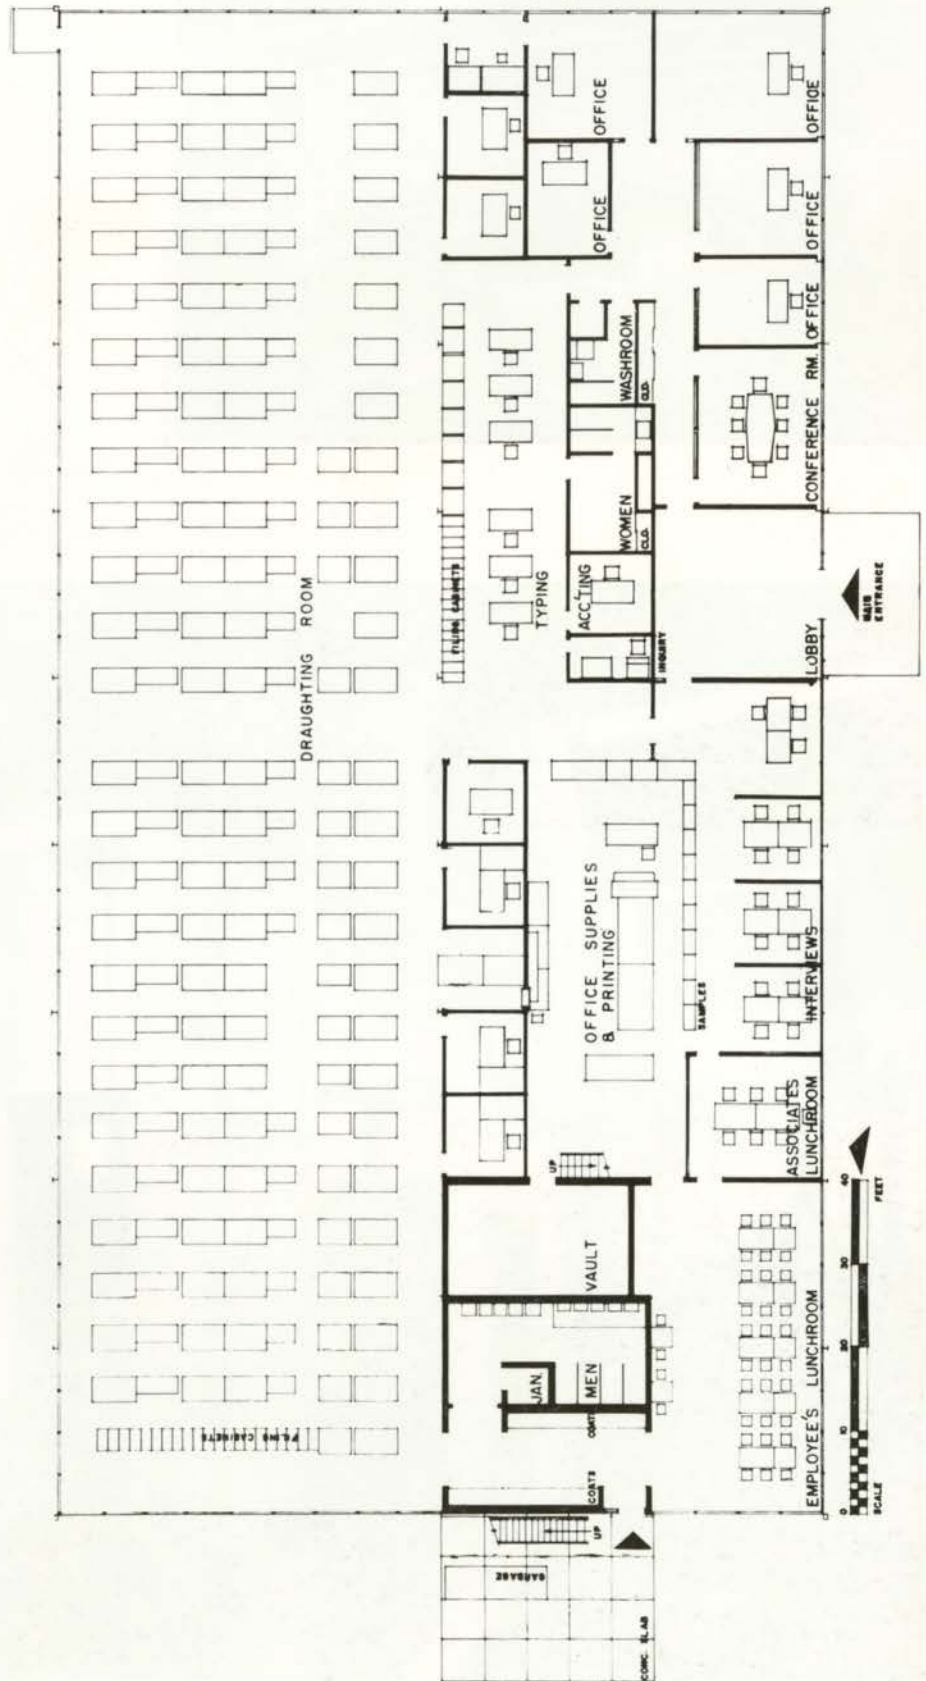 DRAUGHTING ROOM
FILING CABINETS
FILING CABINETS
TYPING
OFFICE
OFFICE
OFFICE
OFFICE
OFFICE
WASHROOM
CLO.
WOMEN
CLO.
ACC'TING
INQUIRY
CONFERENCE RM.
LOBBY
MAIN
ENTRANCE
OFFICE SUPPLIES
& PRINTING
SAMPLES
INTERVIEWS
ASSOCIATES
LUNCHROOM
UP
VAULT
JAN.
MEN
COATS
COATS
EMPLOYEE'S LUNCHROOM
UP
GARBAGE
CONC. SLAB
0 10 20 30 40
SCALE FEET